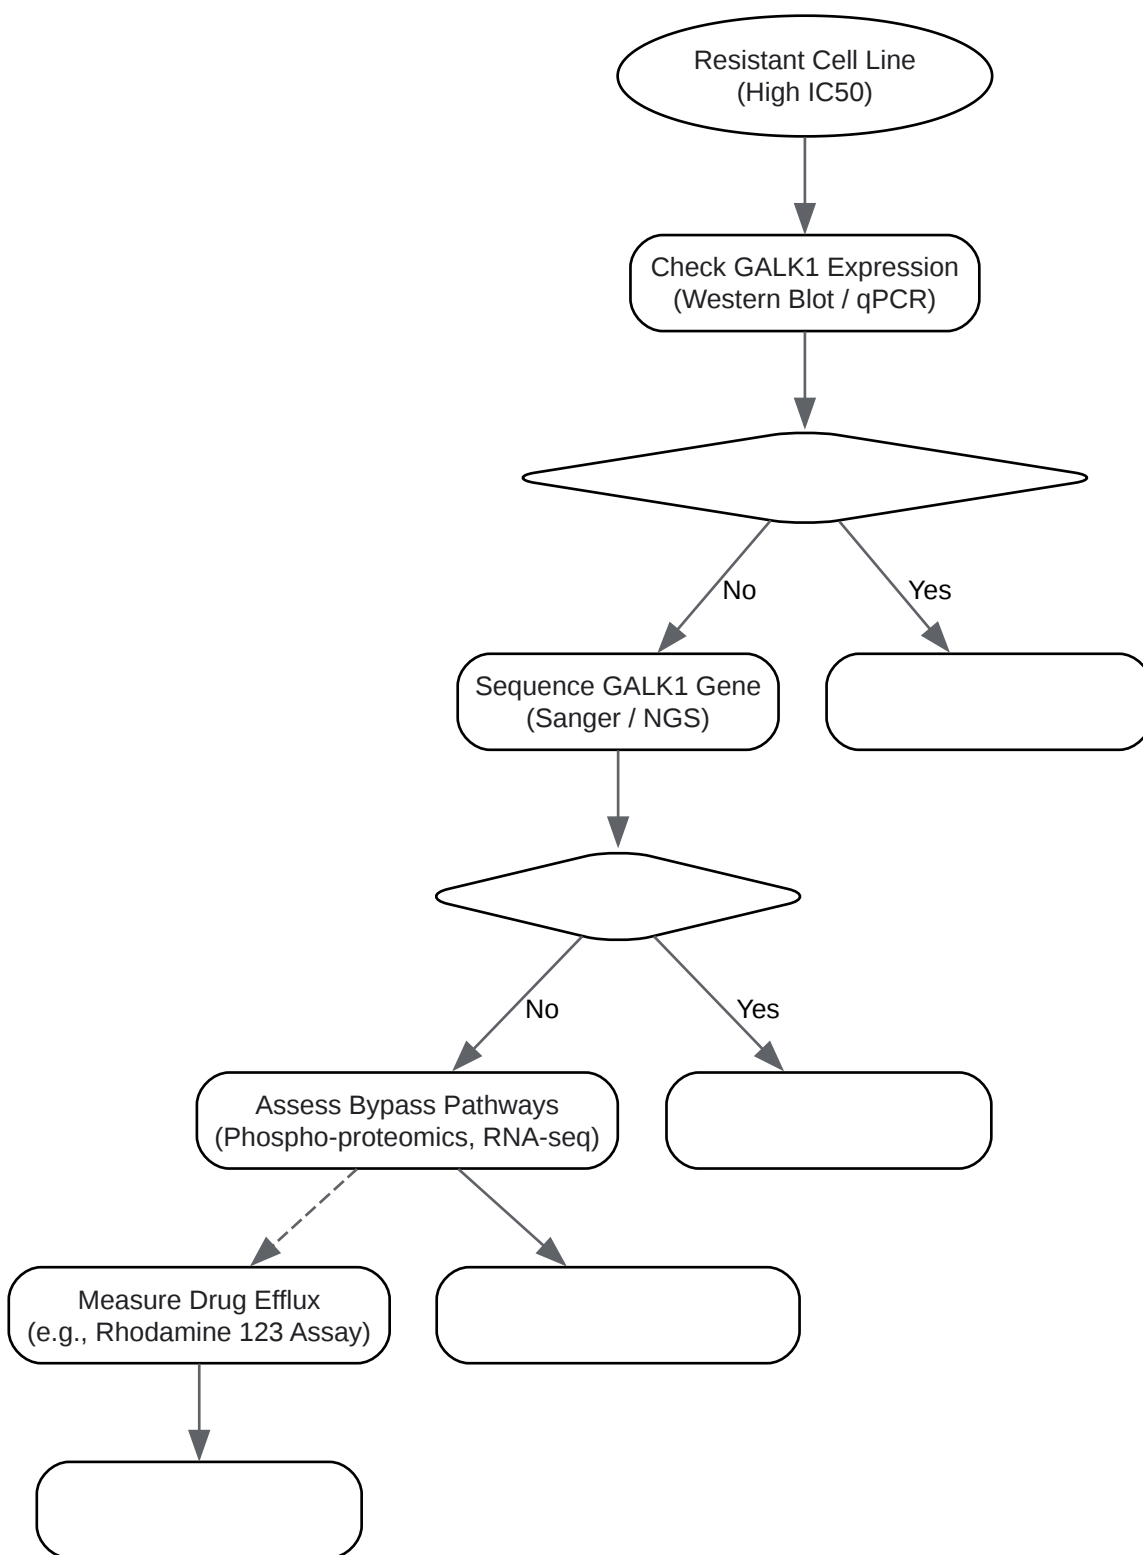 Resistant Cell Line
(High IC50)
Check GALK1 Expression
(Western Blot / qPCR)
No
Yes
Sequence GALK1 Gene
(Sanger / NGS)
No
Yes
Assess Bypass Pathways
(Phospho-proteomics, RNA-seq)
Measure Drug Efflux
(e.g., Rhodamine 123 Assay)